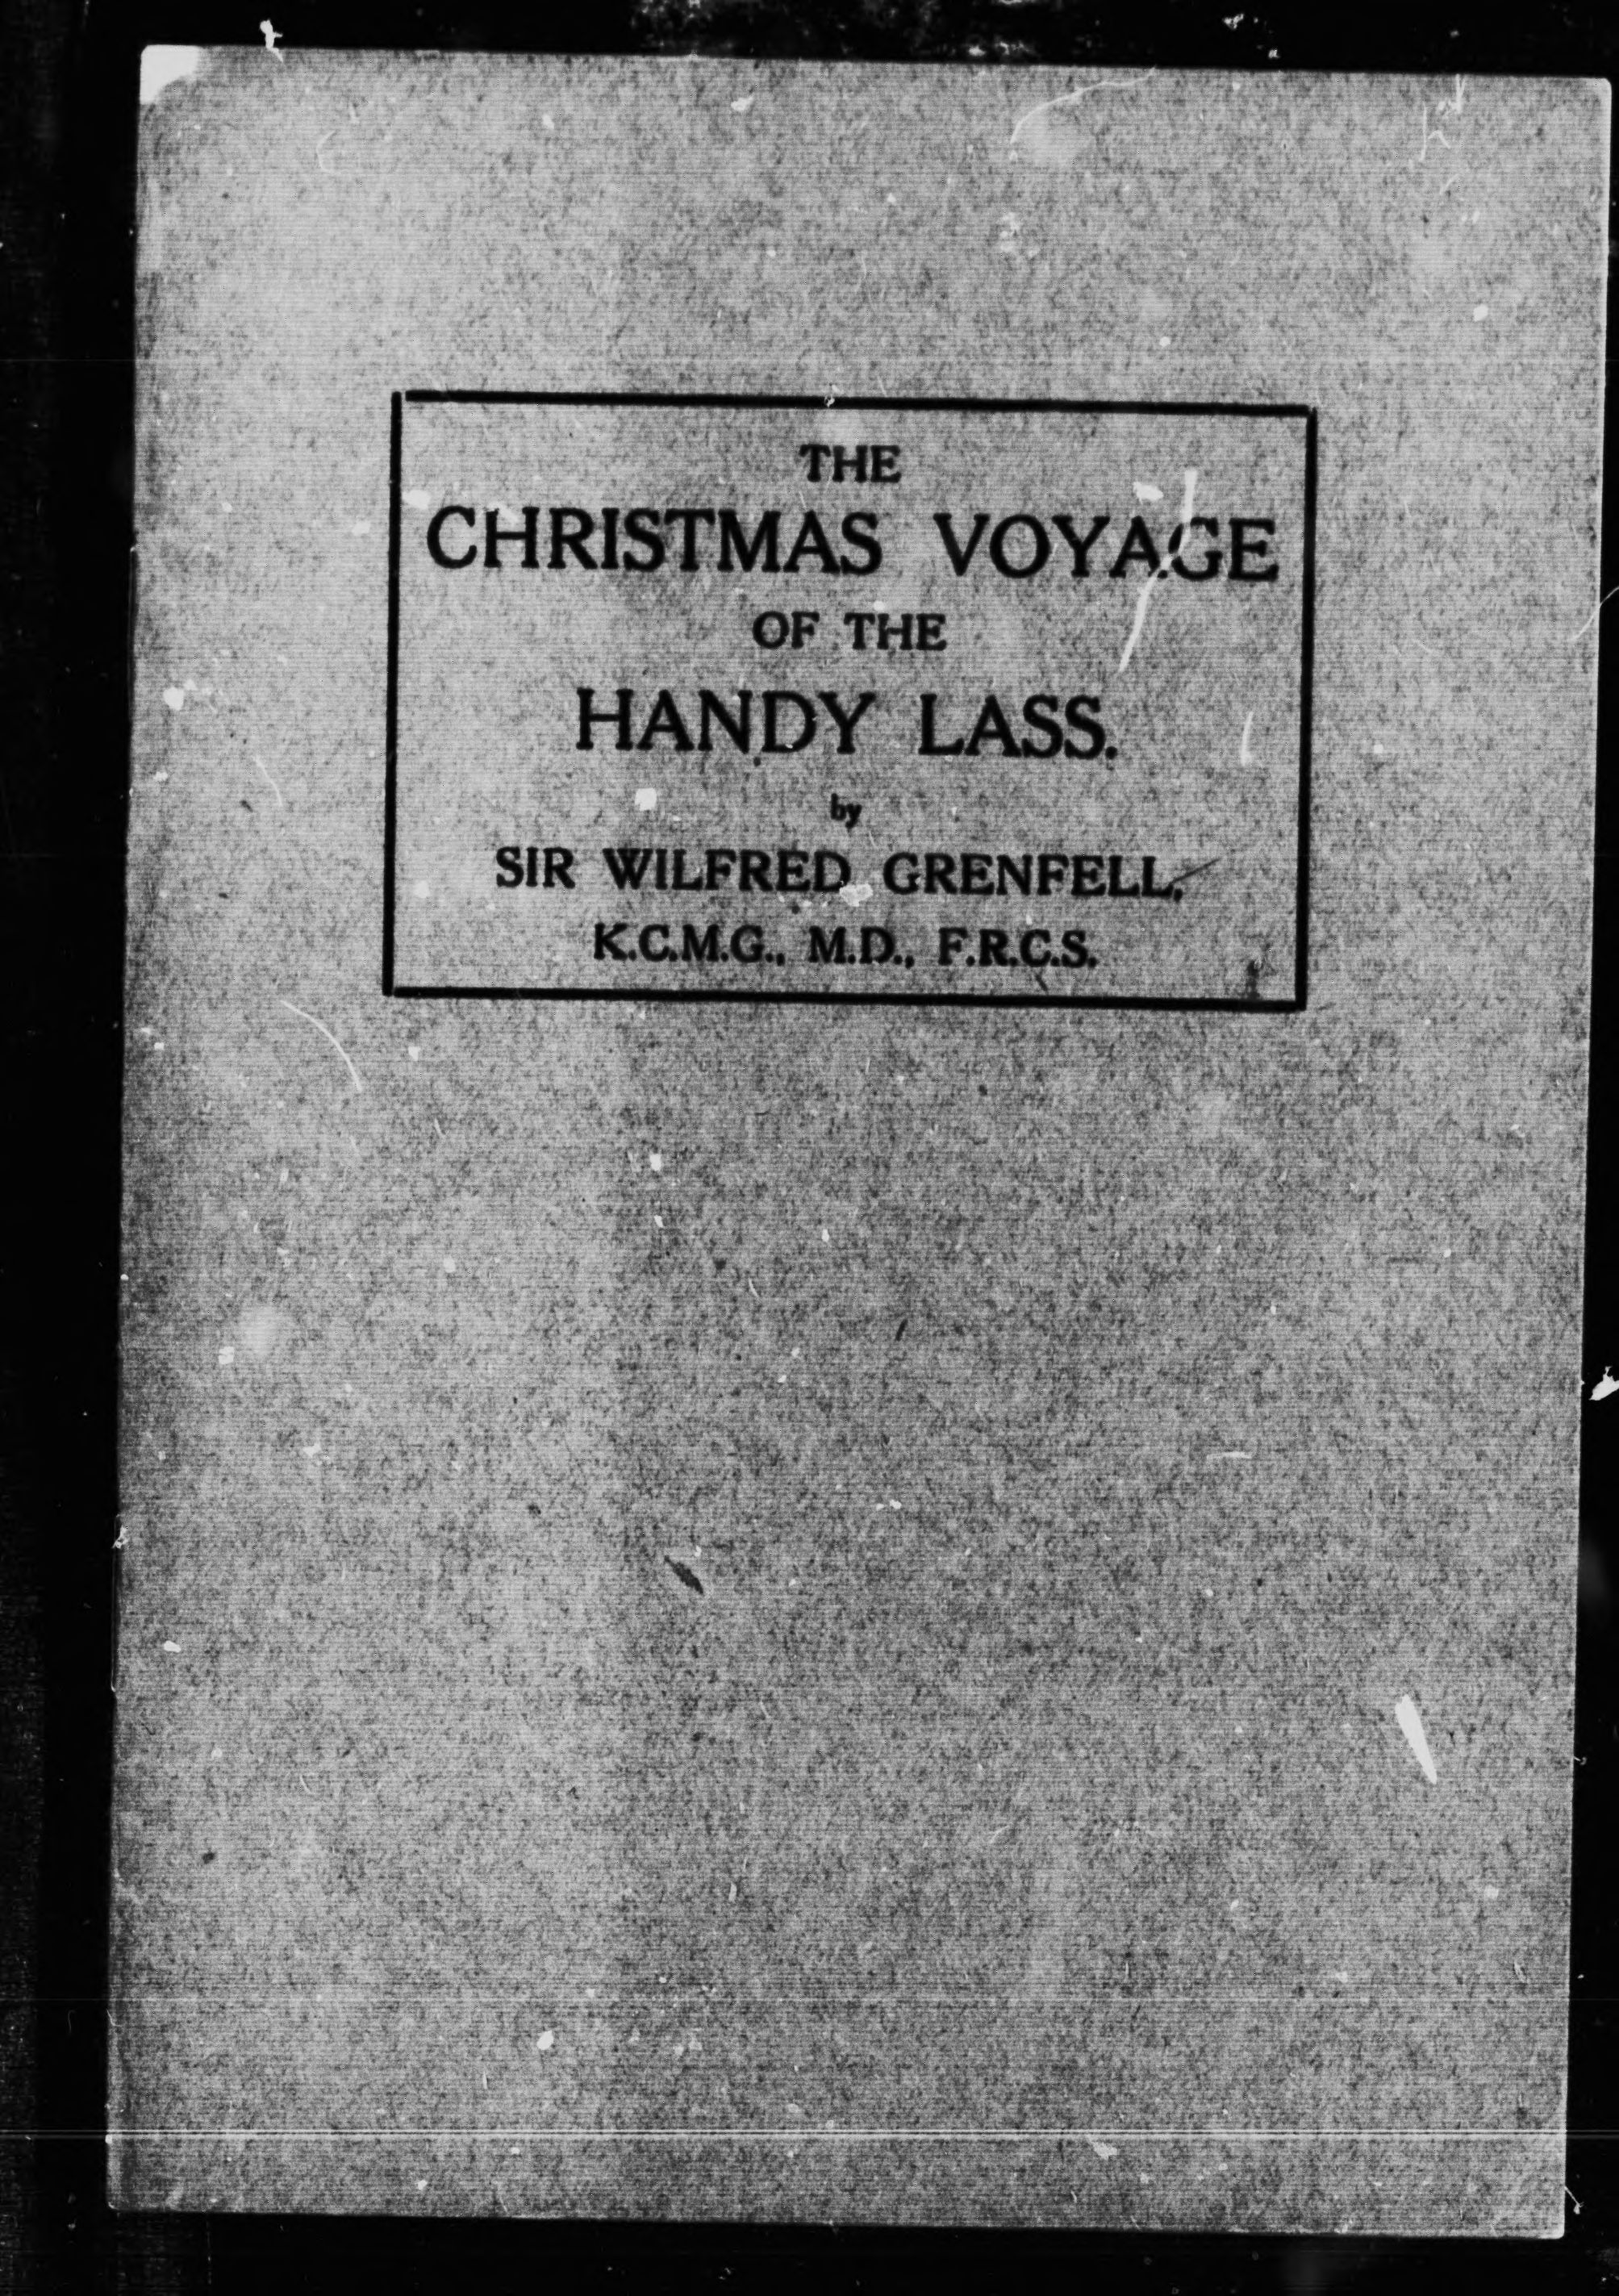 THE
CHRISTMAS VOYAGE
OF THE
HANDY LASS.
by
SIR WILFRED GRENFELL,
K.C.M.G., M.D., F.R.C.S.